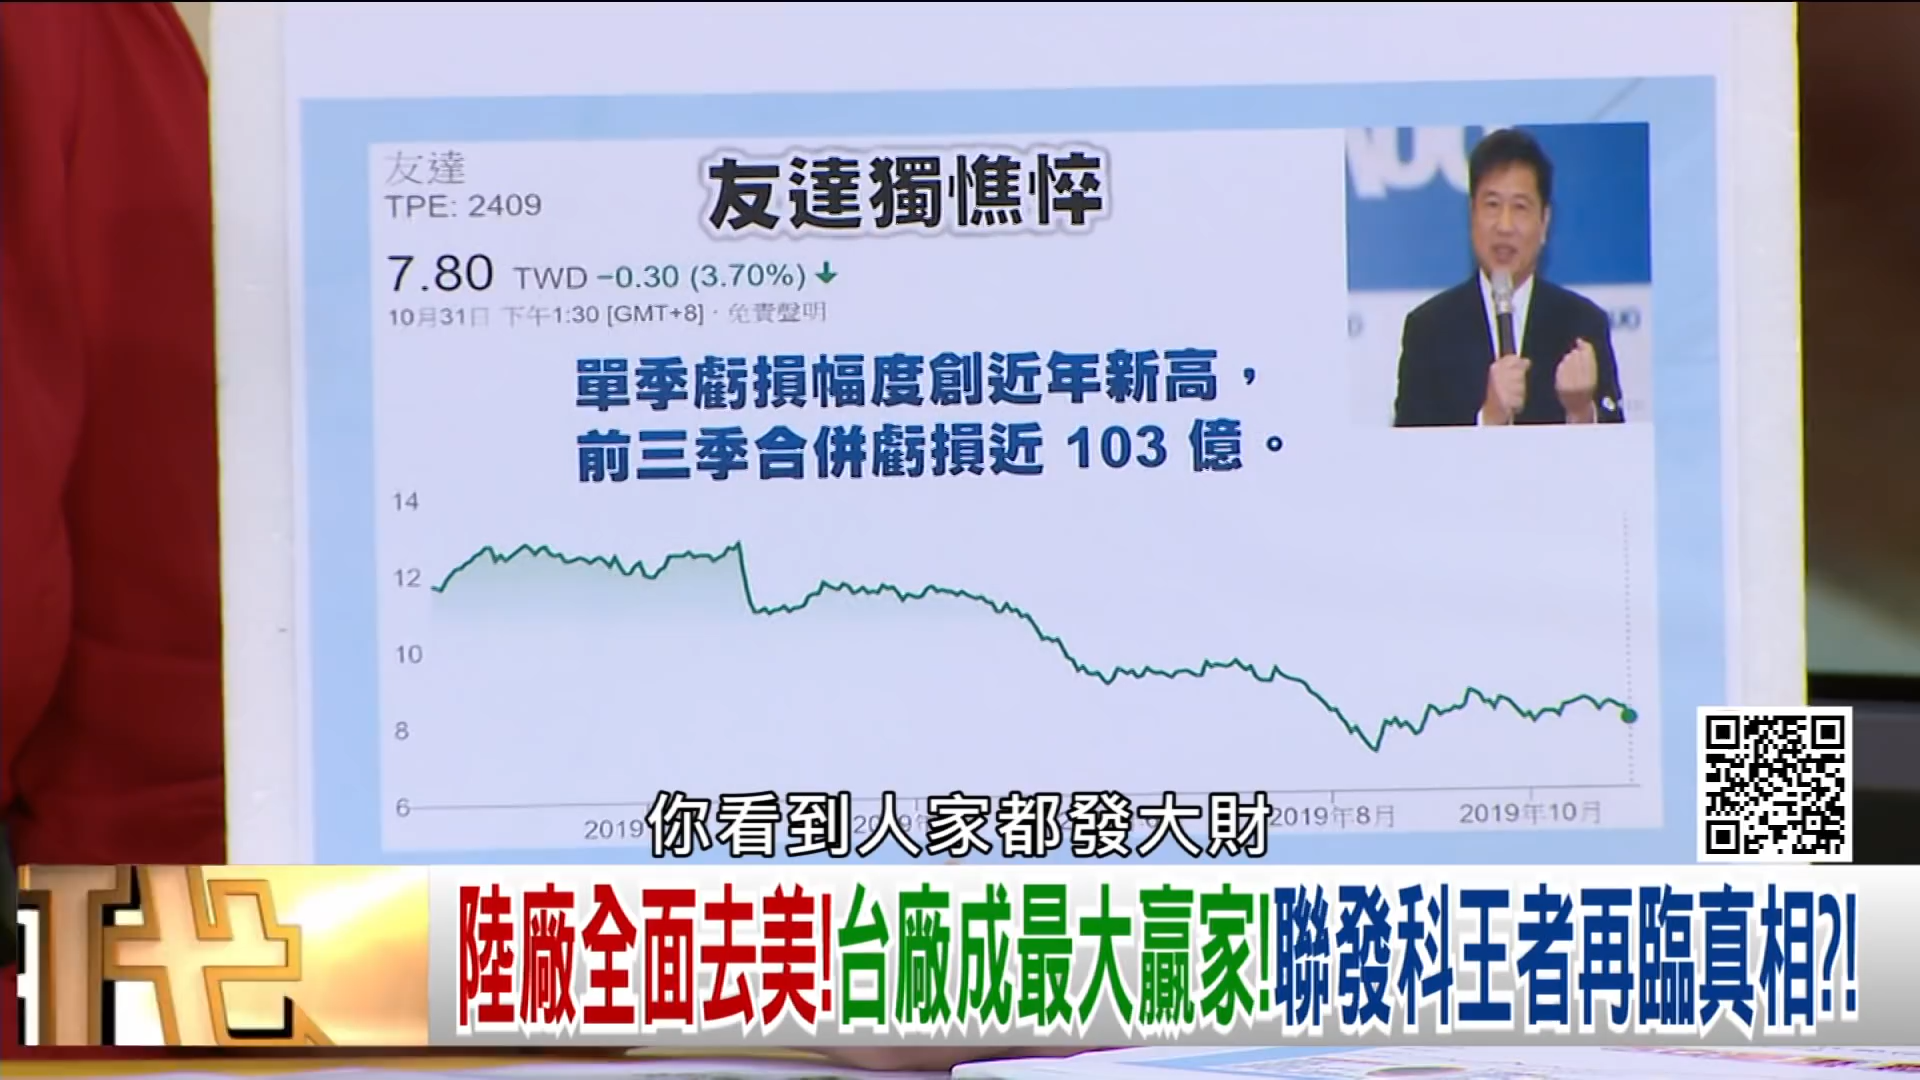 友達
TPE: 2409
友達獨憔悴
7.80 TWD −0.30 (3.70%)↓
10月31日 下午1:30 [GMT+8]·免責聲明
單季虧損幅度創近年新高，
前三季合併虧損近 103 億。
14
12
10
8
6
2019
2019年8月
2019年10月
你看到人家都發大財
陸廠全面去美!台廠成最大贏家!聯發科王者再臨真相?!